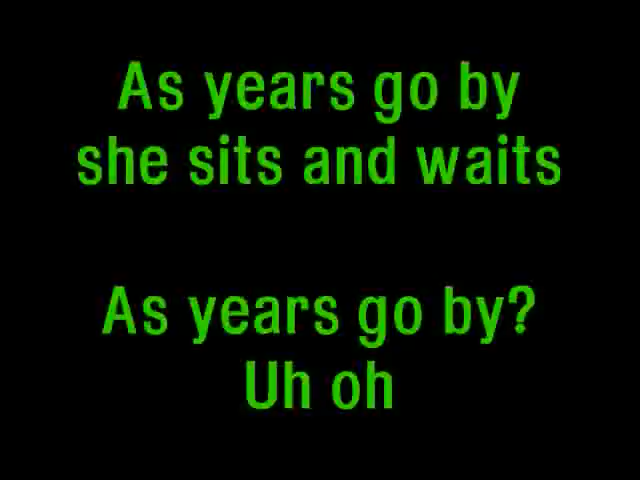 As years go by
she sits and waits
As years go by?
Uh oh